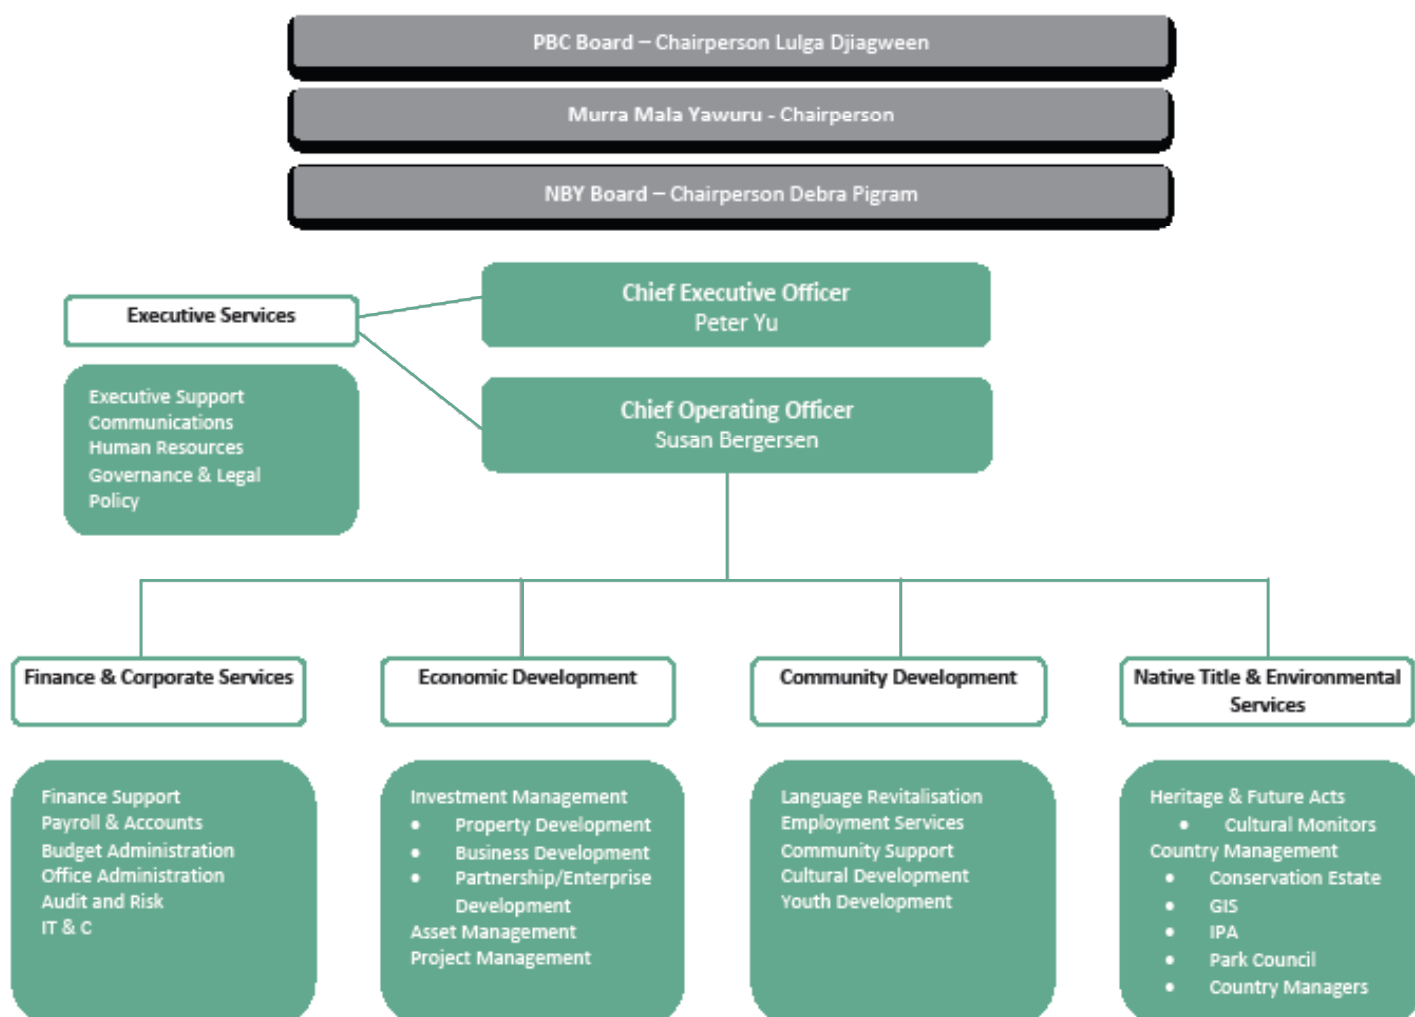 PBC Board – Chairperson Lulga Djiagween
Murra Mala Yawuru - Chairperson
NBY Board – Chairperson Debra Pigram
Chief Executive Officer
Peter Yu
Executive Services
Executive Support
Communications
Human Resources
Governance & Legal
Policy
Chief Operating Officer
Susan Bergersen
Finance & Corporate Services
Finance Support
Payroll & Accounts
Budget Administration
Office Administration
Audit and Risk
IT & C
Economic Development
Investment Management
• Property Development
• Business Development
• Partnership/Enterprise
Development
Asset Management
Project Management
Community Development
Language Revitalisation
Employment Services
Community Support
Cultural Development
Youth Development
Native Title & Environmental
Services
Heritage & Future Acts
• Cultural Monitors
Country Management
• Conservation Estate
• GIS
• IPA
• Park Council
• Country Managers